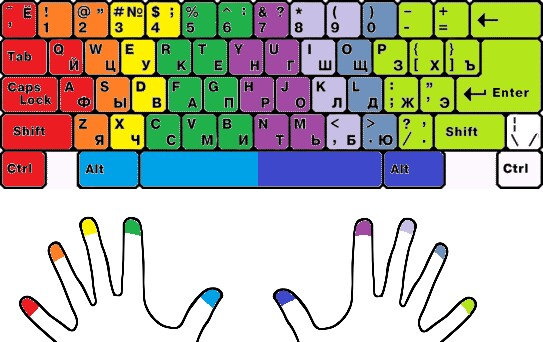 Ё ! @ " # № $ ; % ^ : & ? * ( ) − +
1 2 3 4 5 6 7 8 9 0 - =
Tab Q W E R T Y U I O P { }
Й Ц У К Е Н Г Ш Щ З [ Х ] Ъ
Caps A S D F G H J K L : " Enter
Lock Ф Ы В А П Р О Л Д ; Ж ' Э
Shift Z X C V B N M < > ? , Shift ¦
Я Ч С М И Т Ь , Б . Ю / . \ /
Ctrl Alt Alt Ctrl